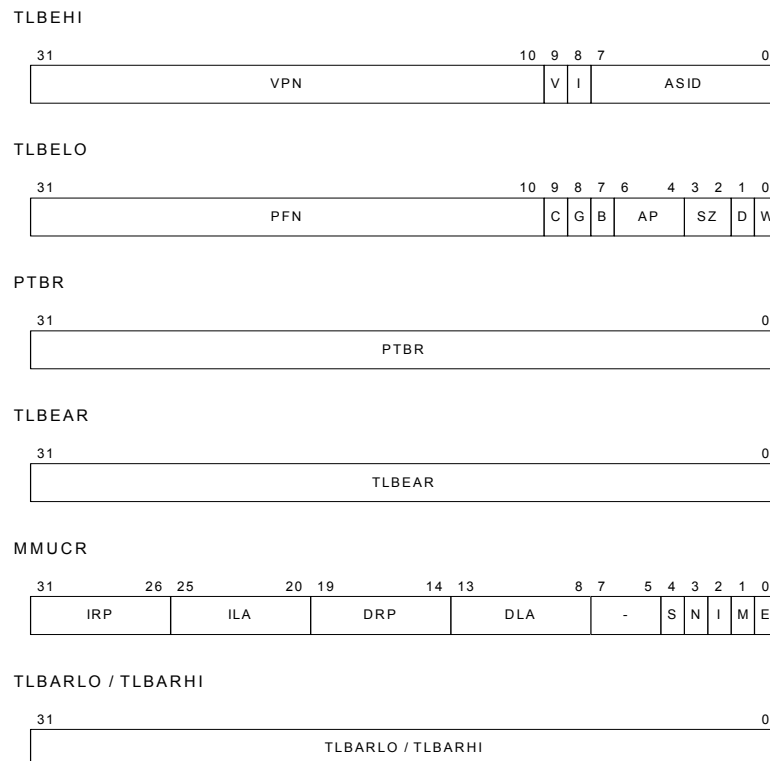 TLBEHI
31 10 9 8 7 0
VPN V I ASID
TLBELO
31 10 9 8 7 6 4 3 2 1 0
PFN C G B AP SZ D W
PTBR
31 0
PTBR
TLBEAR
31 0
TLBEAR
MMUCR
31 26 25 20 19 14 13 8 7 5 4 3 2 1 0
IRP ILA DRP DLA - S N I M E
TLBARLO / TLBARHI
31 0
TLBARLO / TLBARHI